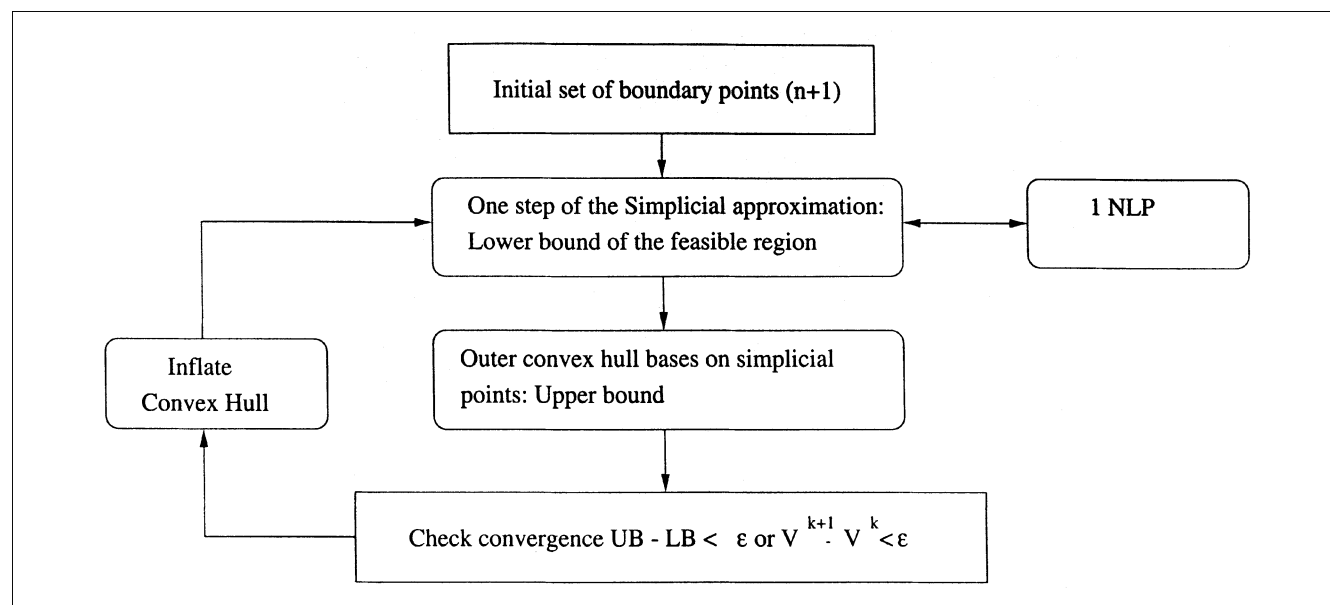 Initial set of boundary points (n+1)
One step of the Simplicial approximation:
Lower bound of the feasible region
1 NLP
Outer convex hull bases on simplicial
points: Upper bound
Inflate
Convex Hull
Check convergence UB - LB < ε or V^{k+1} - V^k < ε